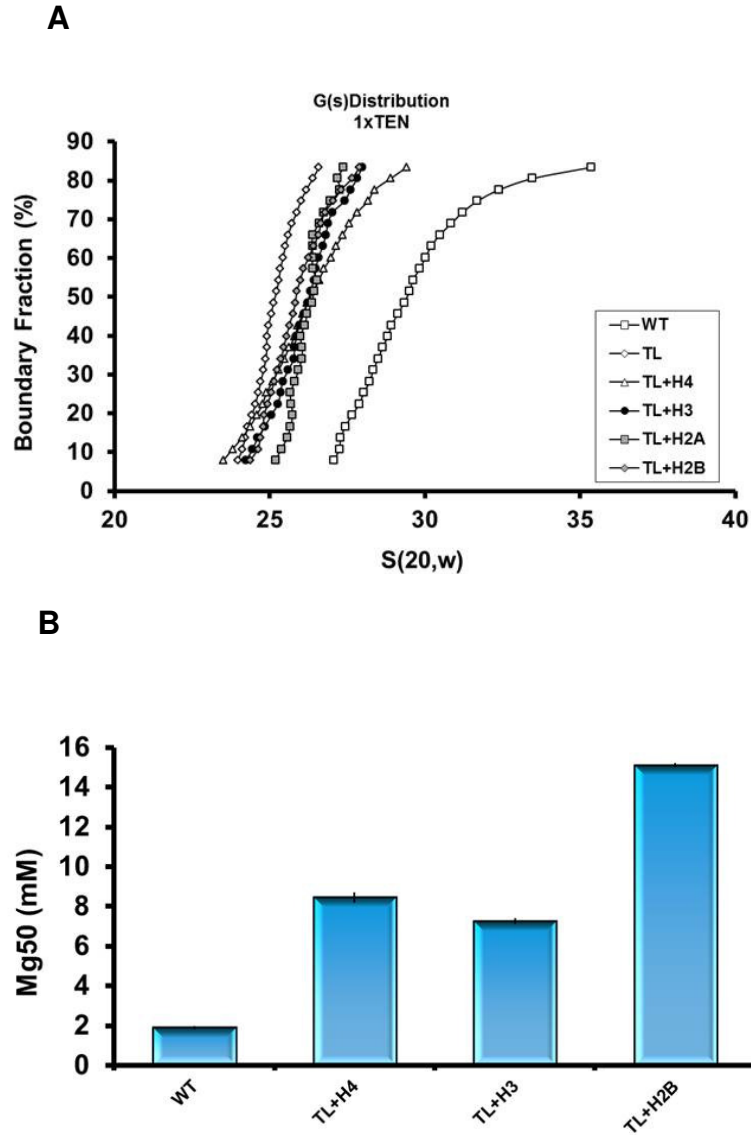 A
G(s)Distribution
1xTEN
90
80
70
60
50
40
30
20
10
0
Boundary Fraction (%)
20 25 30 35 40
S(20,w)
WT
TL
TL+H4
TL+H3
TL+H2A
TL+H2B
B
16
14
12
10
8
6
4
2
0
Mg50 (mM)
WT TL+H4 TL+H3 TL+H2B